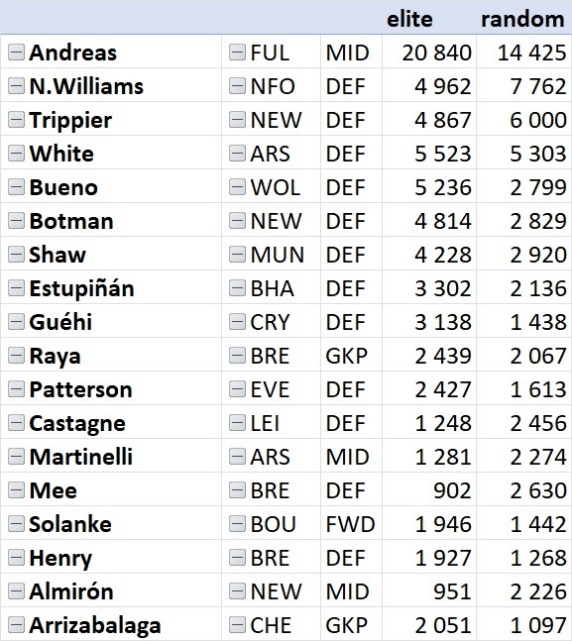 elite random
Andreas FUL MID 20 840 14 425
N.Williams NFO DEF 4 962 7 762
Trippier NEW DEF 4 867 6 000
White ARS DEF 5 523 5 303
Bueno WOL DEF 5 236 2 799
Botman NEW DEF 4 814 2 829
Shaw MUN DEF 4 228 2 920
Estupiñán BHA DEF 3 302 2 136
Guéhi CRY DEF 3 138 1 438
Raya BRE GKP 2 439 2 067
Patterson EVE DEF 2 427 1 613
Castagne LEI DEF 1 248 2 456
Martinelli ARS MID 1 281 2 274
Mee BRE DEF 902 2 630
Solanke BOU FWD 1 946 1 442
Henry BRE DEF 1 927 1 268
Almirón NEW MID 951 2 226
Arrizabalaga CHE GKP 2 051 1 097